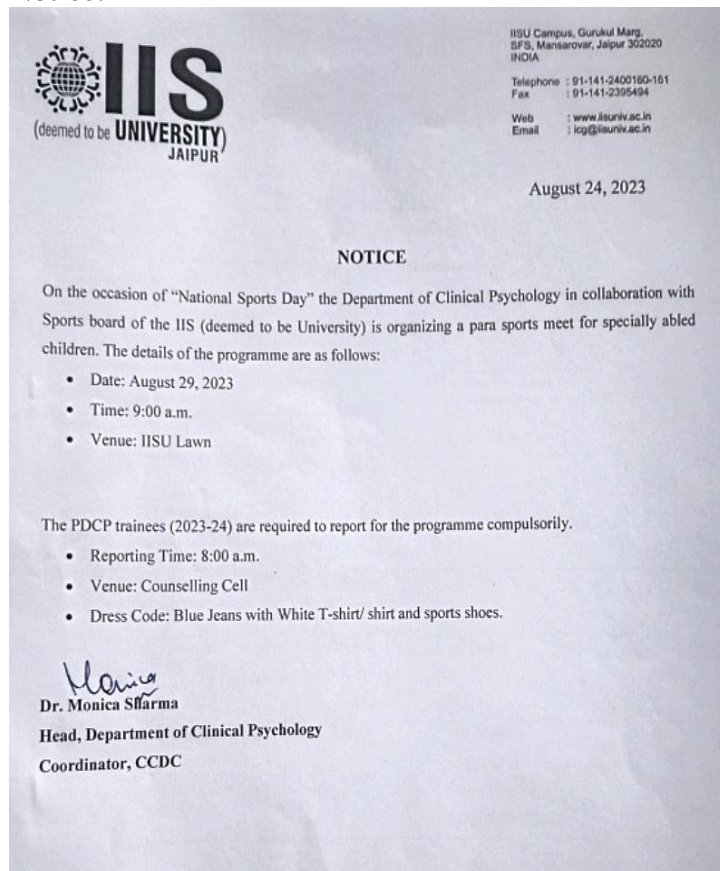 IIS
(deemed to be UNIVERSITY)
JAIPUR
IISU Campus, Gurukul Marg,
SFS, Mansarovar, Jaipur 302020
INDIA
Telephone : 91-141-2400160-161
Fax : 91-141-2395494
Web : www.iisuniv.ac.in
Email : icg@iisuniv.ac.in
August 24, 2023
NOTICE
On the occasion of “National Sports Day” the Department of Clinical Psychology in collaboration with
Sports board of the IIS (deemed to be University) is organizing a para sports meet for specially abled
children. The details of the programme are as follows:
• Date: August 29, 2023
• Time: 9:00 a.m.
• Venue: IISU Lawn
The PDCP trainees (2023-24) are required to report for the programme compulsorily.
• Reporting Time: 8:00 a.m.
• Venue: Counselling Cell
• Dress Code: Blue Jeans with White T-shirt/ shirt and sports shoes.
Monica
Dr. Monica Sharma
Head, Department of Clinical Psychology
Coordinator, CCDC